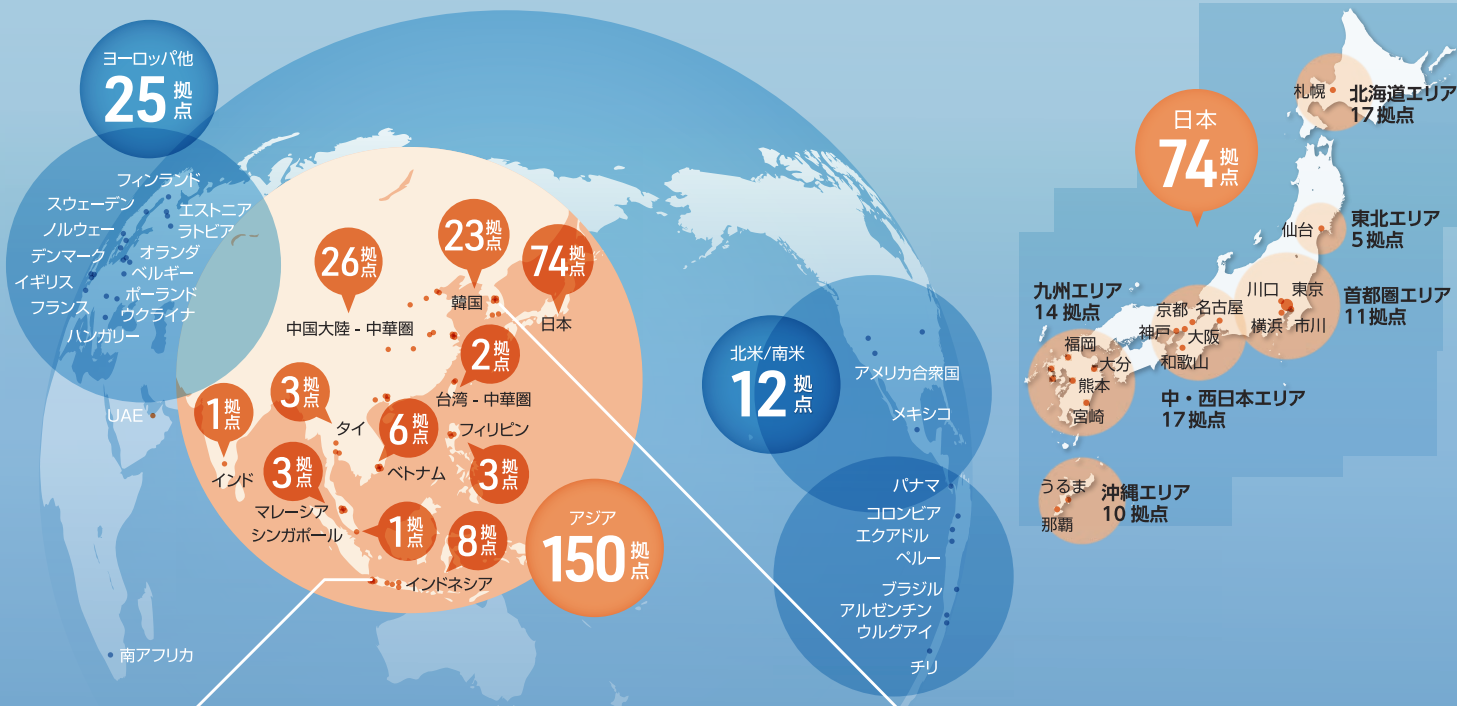 ヨーロッパ他
25拠点
フィンランド
スウェーデン
エストニア
ラトビア
ノルウェー
オランダ
デンマーク
ベルギー
イギリス
ポーランド
フランス
ウクライナ
ハンガリー
UAE
南アフリカ
26拠点
中国大陸 - 中華圏
23拠点
韓国
74拠点
日本
2拠点
台湾 - 中華圏
1拠点
インド
3拠点
タイ
6拠点
ベトナム
フィリピン
3拠点
3拠点
マレーシア
シンガポール
1拠点
8拠点
インドネシア
アジア
150拠点
北米/南米
12拠点
アメリカ合衆国
メキシコ
パナマ
コロンビア
エクアドル
ペルー
ブラジル
アルゼンチン
ウルグアイ
チリ
日本
74拠点
札幌
北海道エリア
17拠点
仙台
東北エリア
5拠点
川口
東京
横浜
市川
首都圏エリア
11拠点
京都
名古屋
神戸
大阪
和歌山
中・西日本エリア
17拠点
九州エリア
14拠点
福岡
大分
熊本
宮崎
うるま
那覇
沖縄エリア
10拠点